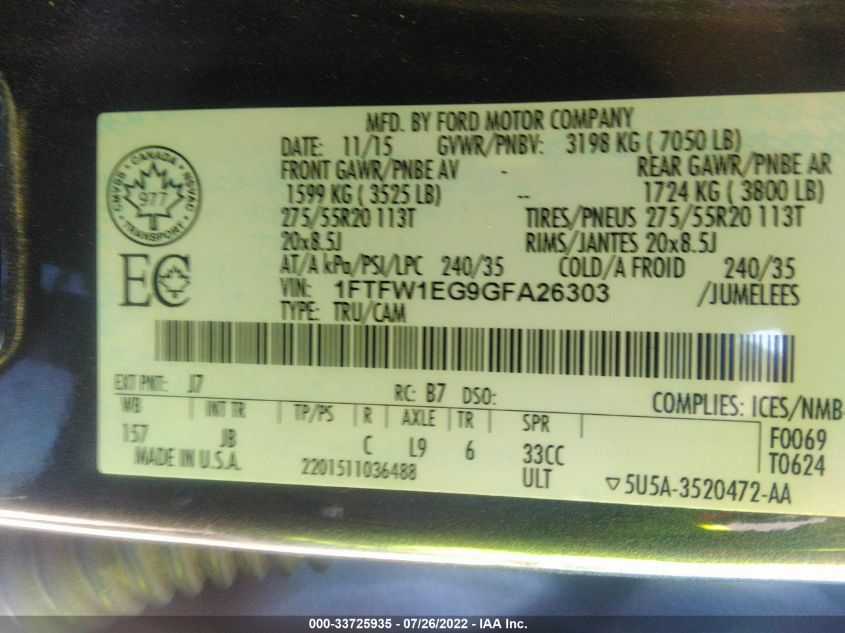 MFD. BY FORD MOTOR COMPANY
DATE: 11/15 GVWR/PNBV: 3198 KG ( 7050 LB)
FRONT GAWR/PNBE AV - REAR GAWR/PNBE AR
1599 KG ( 3525 LB) -- 1724 KG ( 3800 LB)
275/55R20 113T TIRES/PNEUS 275/55R20 113T
20x8.5J RIMS/JANTES 20x8.5J
AT/A kPa/PSI/LPC 240/35 COLD/A FROID 240/35
VIN: 1FTFW1EG9GFA26303 /JUMELEES
TYPE: TRU/CAM
CANADA
977
TRANSPORT
EC
EXT PNT: J7 RC: B7 DSO:
COMPLIES: ICES/NMB-
WB INT TR TP/PS R AXLE TR SPR
F0069
157 JB C L9 6 33CC
T0624
MADE IN U.S.A. 2201511036488 ULT ▽5U5A-3520472-AA
000-33725935 - 07/26/2022 - IAA Inc.